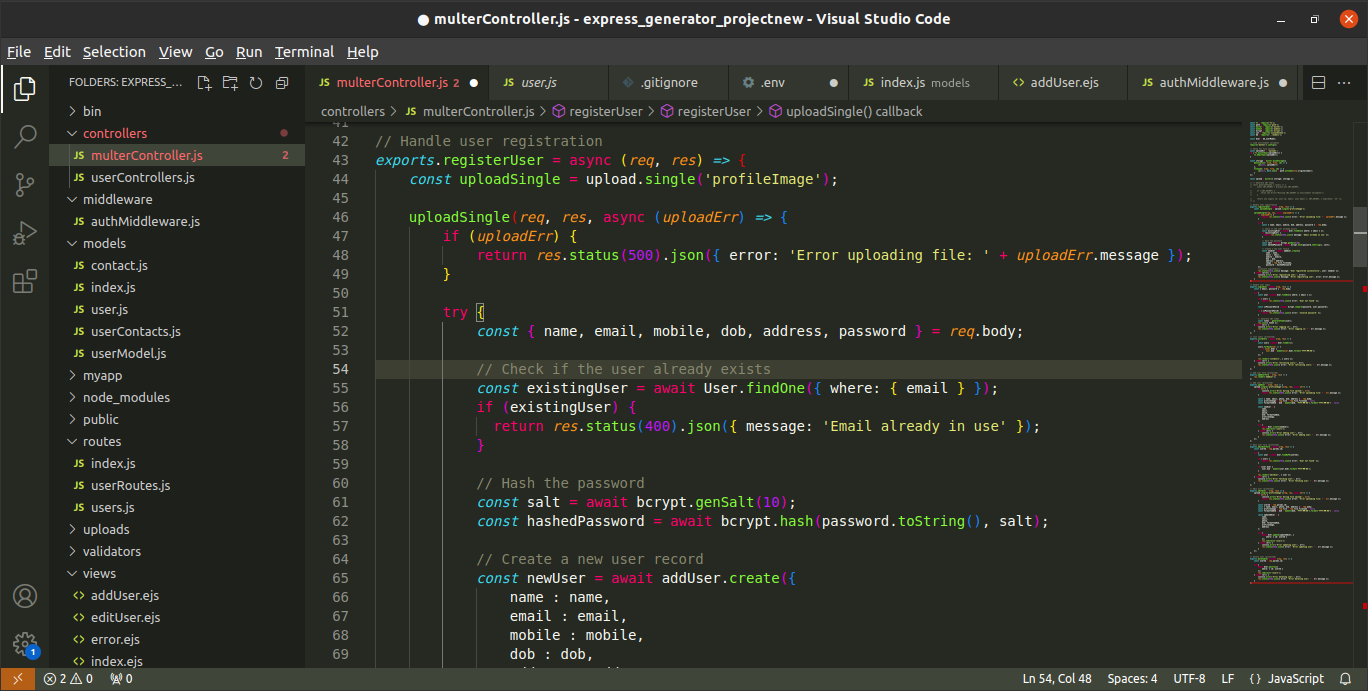 ● multerController.js - express_generator_projectnew - Visual Studio Code
File Edit Selection View Go Run Terminal Help
FOLDERS: EXPRESS_...
bin
controllers
JS multerController.js 2
JS userControllers.js
middleware
JS authMiddleware.js
models
JS contact.js
JS index.js
JS user.js
JS userContacts.js
JS userModel.js
myapp
node_modules
public
routes
JS index.js
JS userRoutes.js
JS users.js
uploads
validators
views
<> addUser.ejs
<> editUser.ejs
<> error.ejs
<> index.ejs
1
JS multerController.js 2 ● JS user.js .gitignore .env ● JS index.js models <> addUser.ejs JS authMiddleware.js ●
controllers > JS multerController.js > registerUser > registerUser > uploadSingle() callback
41
42 // Handle user registration
43 exports.registerUser = async (req, res) => {
44 const uploadSingle = upload.single('profileImage');
45
46 uploadSingle(req, res, async (uploadErr) => {
47 if (uploadErr) {
48 return res.status(500).json({ error: 'Error uploading file: ' + uploadErr.message });
49 }
50
51 try {
52 const { name, email, mobile, dob, address, password } = req.body;
53
54 // Check if the user already exists
55 const existingUser = await User.findOne({ where: { email } });
56 if (existingUser) {
57 return res.status(400).json({ message: 'Email already in use' });
58 }
59
60 // Hash the password
61 const salt = await bcrypt.genSalt(10);
62 const hashedPassword = await bcrypt.hash(password.toString(), salt);
63
64 // Create a new user record
65 const newUser = await addUser.create({
66 name : name,
67 email : email,
68 mobile : mobile,
69 dob : dob,
2 0 0 Ln 54, Col 48 Spaces: 4 UTF-8 LF {} JavaScript